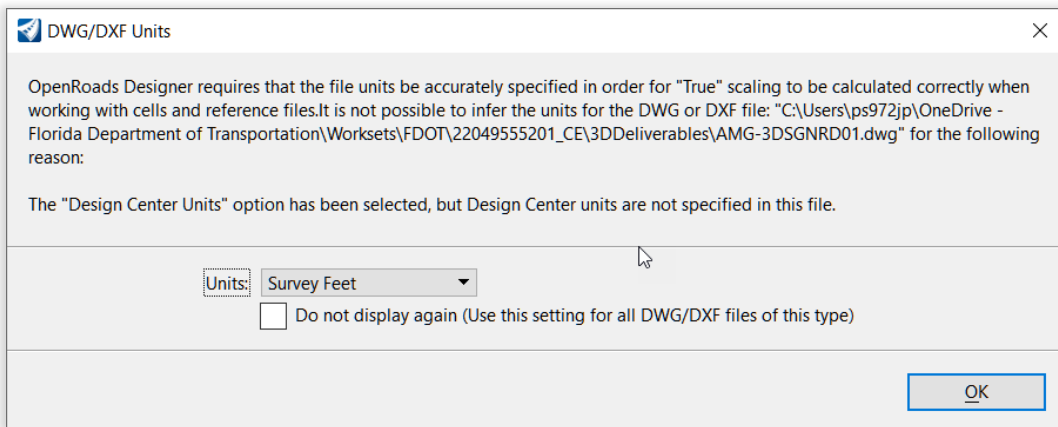 DWG/DXF Units
OpenRoads Designer requires that the file units be accurately specified in order for "True" scaling to be calculated correctly when
working with cells and reference files.It is not possible to infer the units for the DWG or DXF file: "C:\Users\ps972jp\OneDrive -
Florida Department of Transportation\Worksets\FDOT\22049555201_CE\3DDeliverables\AMG-3DSGNRD01.dwg" for the following
reason:
The "Design Center Units" option has been selected, but Design Center units are not specified in this file.
Units: Survey Feet
Do not display again (Use this setting for all DWG/DXF files of this type)
OK